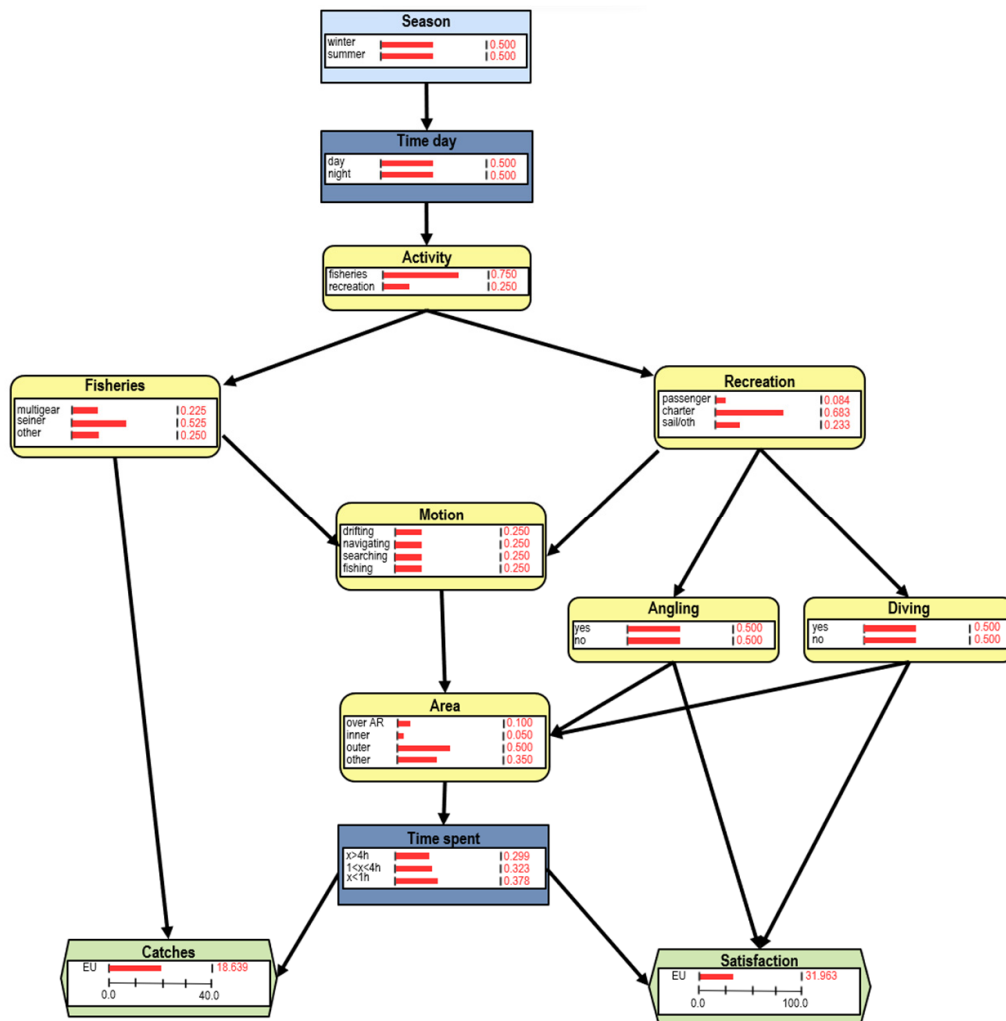 Season
winter 0.500
summer 0.500
Time day
day 0.500
night 0.500
Activity
fisheries 0.750
recreation 0.250
Fisheries
multigear 0.225
seiner 0.525
other 0.250
Recreation
passenger 0.084
charter 0.683
sail/oth 0.233
Motion
drifting 0.250
navigating 0.250
searching 0.250
fishing 0.250
Angling
yes 0.500
no 0.500
Diving
yes 0.500
no 0.500
Area
over AR 0.100
inner 0.050
outer 0.500
other 0.350
Time spent
x>4h 0.299
1<x<4h 0.323
x<1h 0.378
Catches
EU 18.639
0.0 40.0
Satisfaction
EU 31.963
0.0 100.0